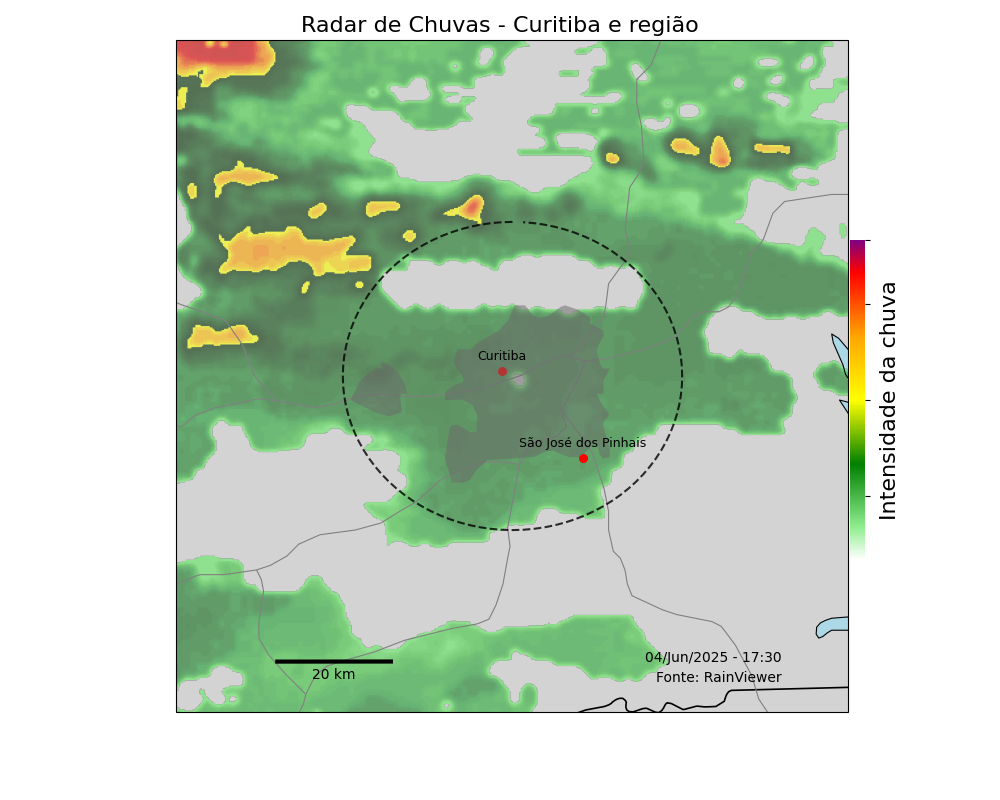 Radar de Chuvas - Curitiba e região
Curitiba
São José dos Pinhais
Intensidade da chuva
04/Jun/2025 - 17:30
Fonte: RainViewer
20 km